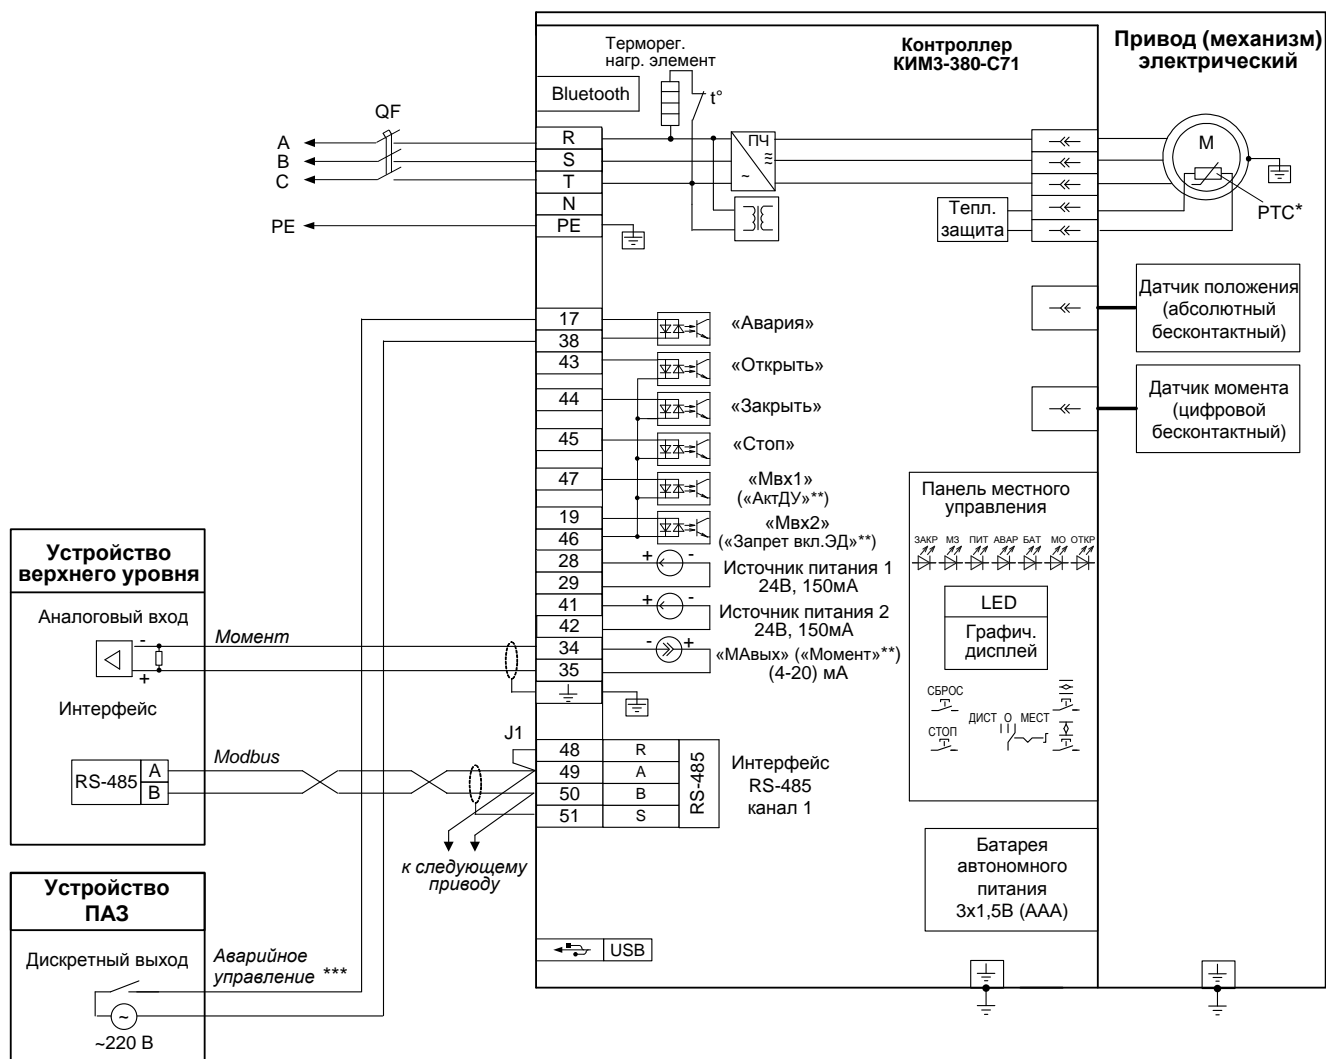 Терморег.
нагр. элемент
Контроллер
КИМ3-380-С71
Привод (механизм)
электрический
Bluetooth
t°
QF
A
B
C
PE
R
S
T
N
PE
ПЧ
~
M
PTC*
Тепл.
защита
Датчик положения
(абсолютный
бесконтактный)
Датчик момента
(цифровой
бесконтактный)
17
38
43
44
45
47
19
46
28
29
41
42
34
35
«Авария»
«Открыть»
«Закрыть»
«Стоп»
«Мвх1»
(«АктДУ»**)
«Мвх2»
(«Запрет вкл.ЭД»**)
+ -
Источник питания 1
24В, 150мА
+ -
Источник питания 2
24В, 150мА
- +
«МАвых» («Момент»**)
(4-20) мА
Панель местного
управления
ЗАКР МЗ ПИТ АВАР БАТ МО ОТКР
LED
Графич.
дисплей
СБРОС
СТОП
ДИСТ О МЕСТ
Устройство
верхнего уровня
Аналоговый вход
-
+
Момент
Интерфейс
RS-485
A
B
Modbus
J1
48 R
49 A
50 B
51 S
RS-485
Интерфейс
RS-485
канал 1
к следующему
приводу
Батарея
автономного
питания
3х1,5В (ААА)
USB
Устройство
ПАЗ
Дискретный выход
~
~220 В
Аварийное
управление ***